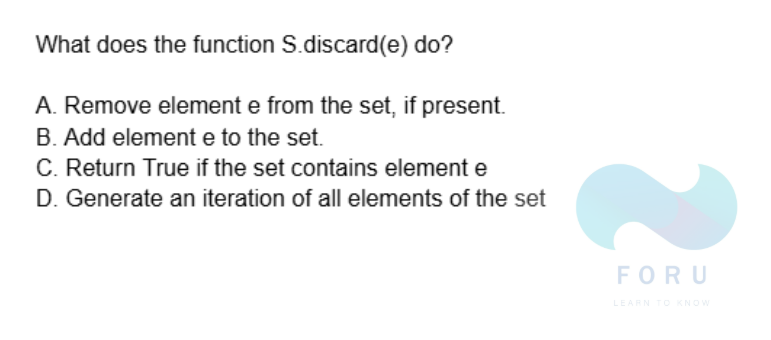 What does the function S.discard(e) do?
A. Remove element e from the set, if present.
B. Add element e to the set.
C. Return True if the set contains element e
D. Generate an iteration of all elements of the set
FORU
LEARN TO KNOW